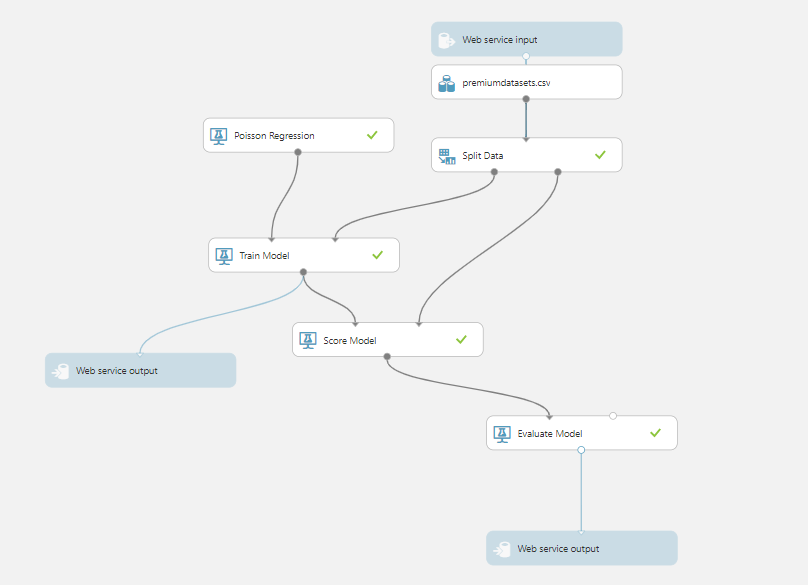 Web service input
premiumdatasets.csv
Poisson Regression
Split Data
Train Model
Score Model
Web service output
Evaluate Model
Web service output